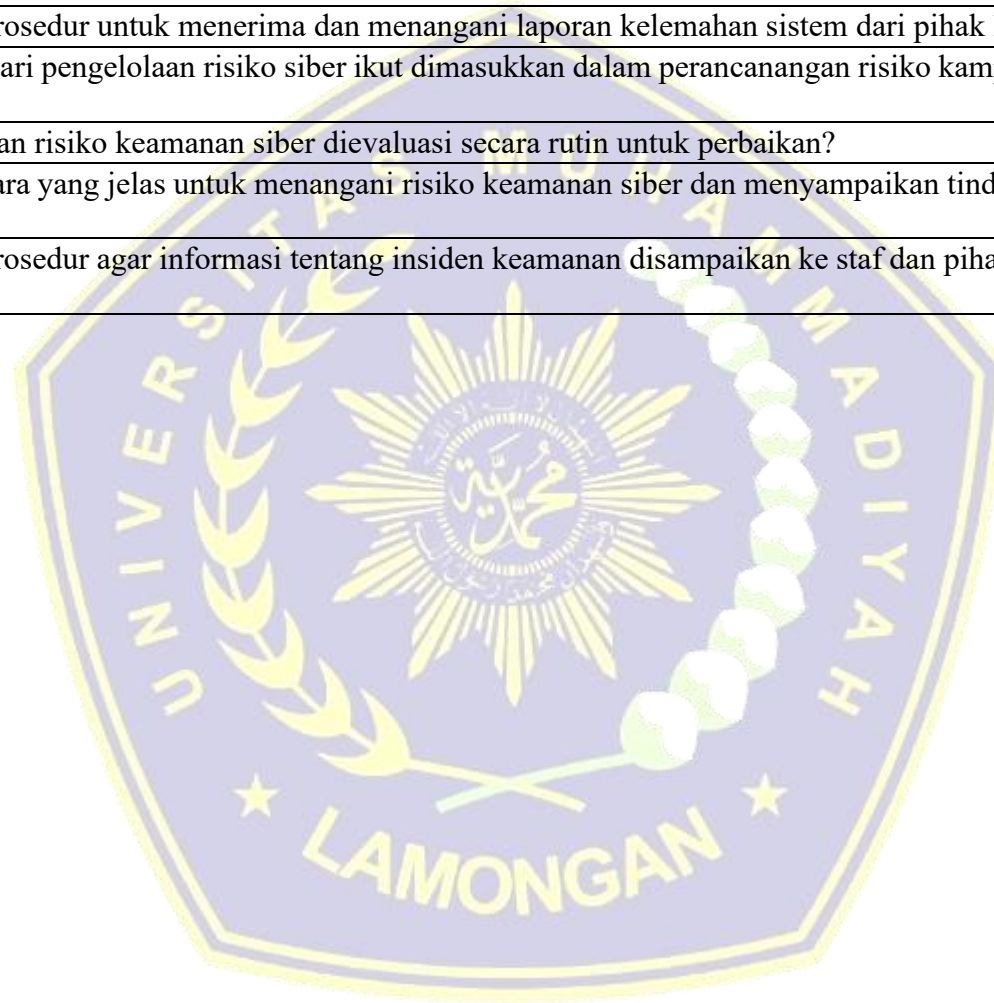 rosedur untuk menerima dan menangani laporan kelemahan sistem dari pihak
ari pengelolaan risiko siber ikut dimasukkan dalam perancanangan risiko kam
an risiko keamanan siber dievaluasi secara rutin untuk perbaikan?
ara yang jelas untuk menangani risiko keamanan siber dan menyampaikan tind
rosedur agar informasi tentang insiden keamanan disampaikan ke staf dan piha
UNIVERSITAS MUHAMMADIYAH
LAMONGAN